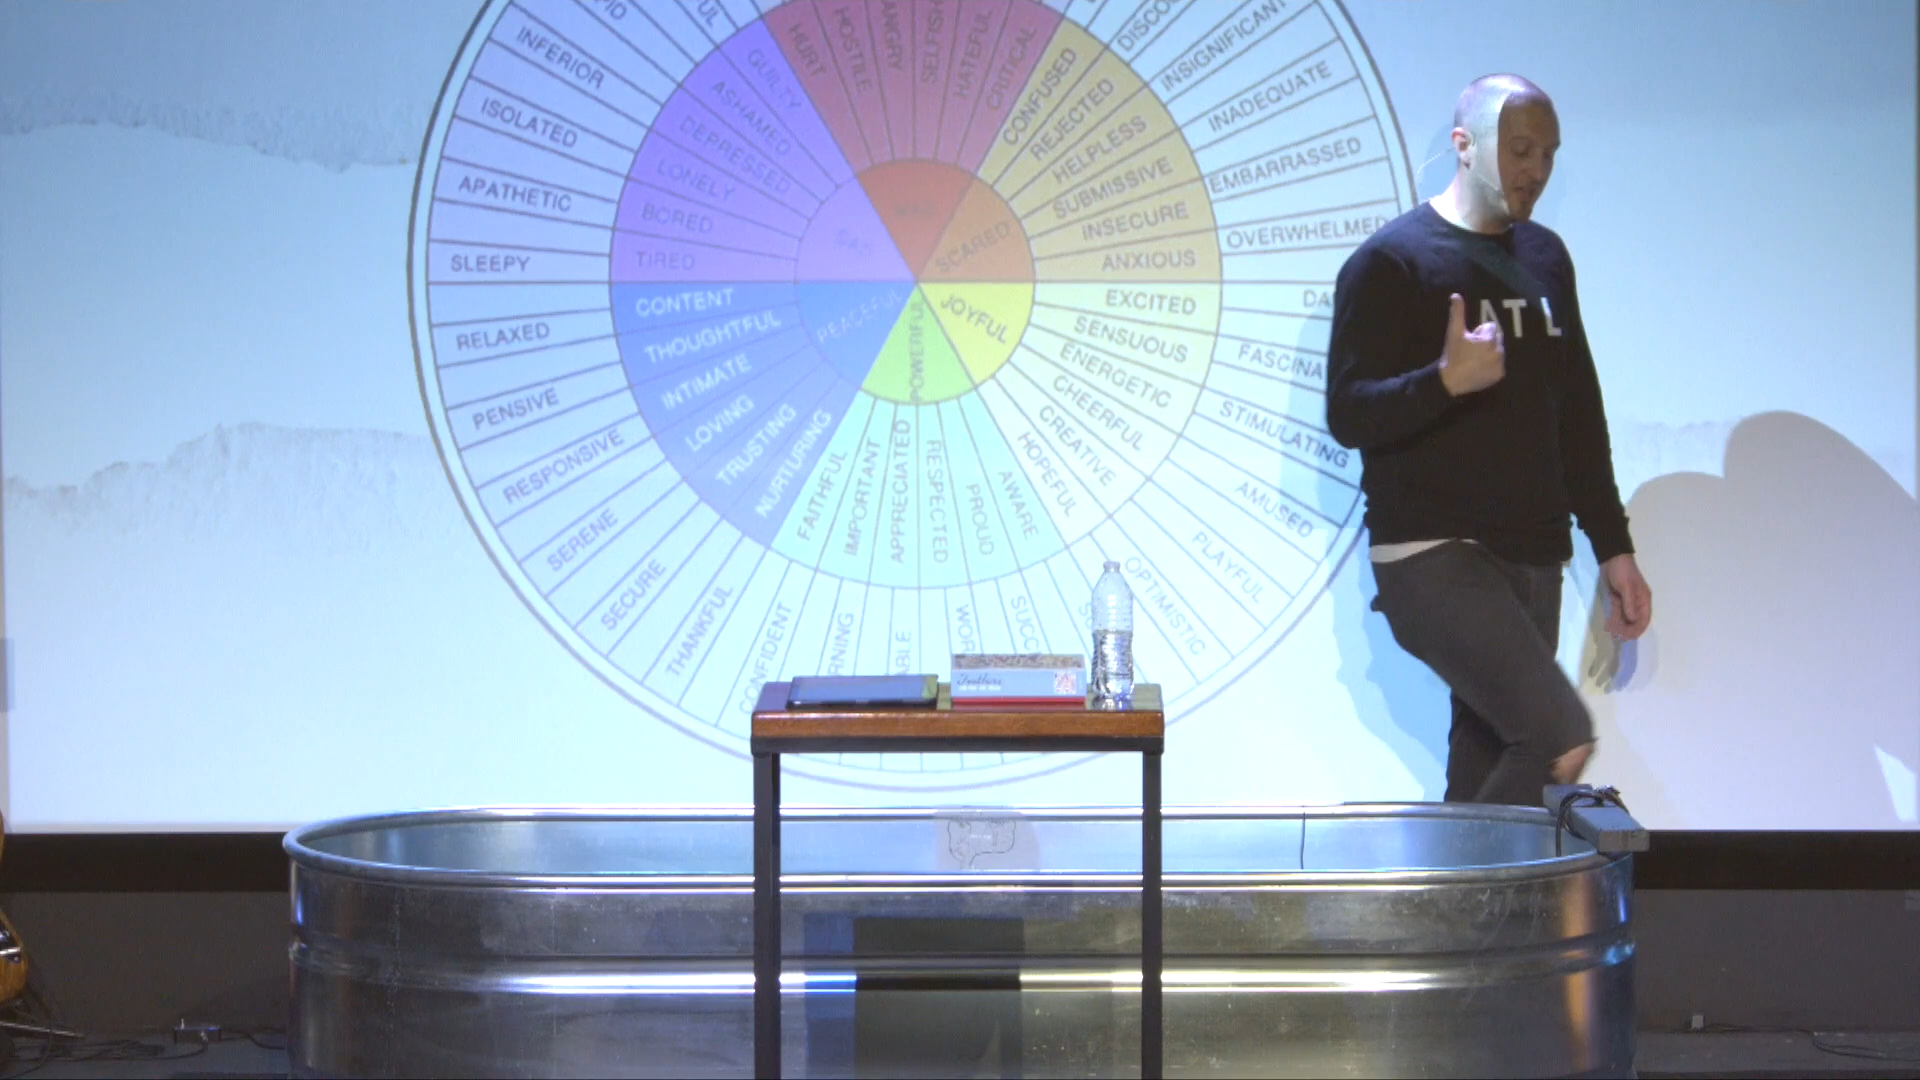 HURT
HOSTILE
ANGRY
SELFISH
HATEFUL
CRITICAL
CONFUSED
REJECTED
HELPLESS
SUBMISSIVE
INSECURE
ANXIOUS
EXCITED
SENSUOUS
ENERGETIC
CHEERFUL
CREATIVE
HOPEFUL
AWARE
PROUD
RESPECTED
APPRECIATED
IMPORTANT
FAITHFUL
NURTURING
TRUSTING
LOVING
INTIMATE
THOUGHTFUL
CONTENT
TIRED
BORED
LONELY
DEPRESSED
ASHAMED
GUILTY
MAD
SCARED
JOYFUL
POWERFUL
PEACEFUL
SAD
INSIGNIFICANT
INADEQUATE
EMBARRASSED
OVERWHELMED
STIMULATING
AMUSED
PLAYFUL
OPTIMISTIC
CONFIDENT
THANKFUL
SECURE
SERENE
RESPONSIVE
PENSIVE
RELAXED
SLEEPY
APATHETIC
ISOLATED
INFERIOR
ATL